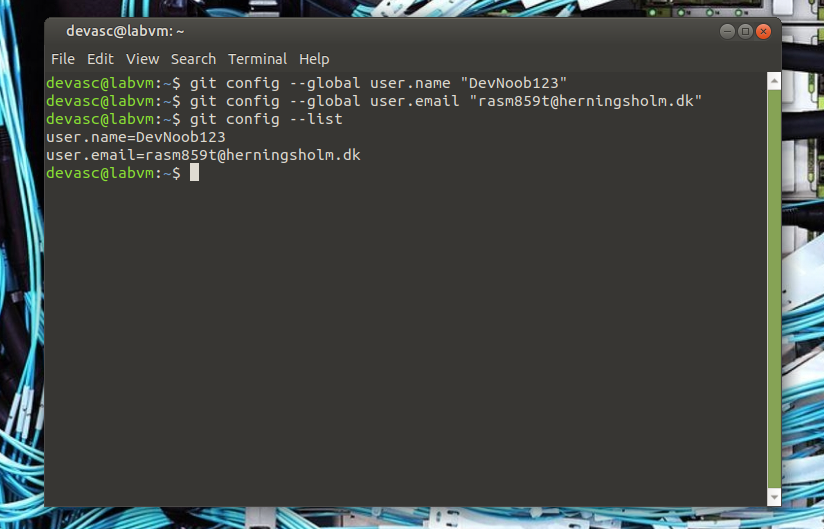 devasc@labvm: ~
File Edit View Search Terminal Help
devasc@labvm:~$ git config --global user.name "DevNoob123"
devasc@labvm:~$ git config --global user.email "rasm859t@herningsholm.dk"
devasc@labvm:~$ git config --list
user.name=DevNoob123
user.email=rasm859t@herningsholm.dk
devasc@labvm:~$